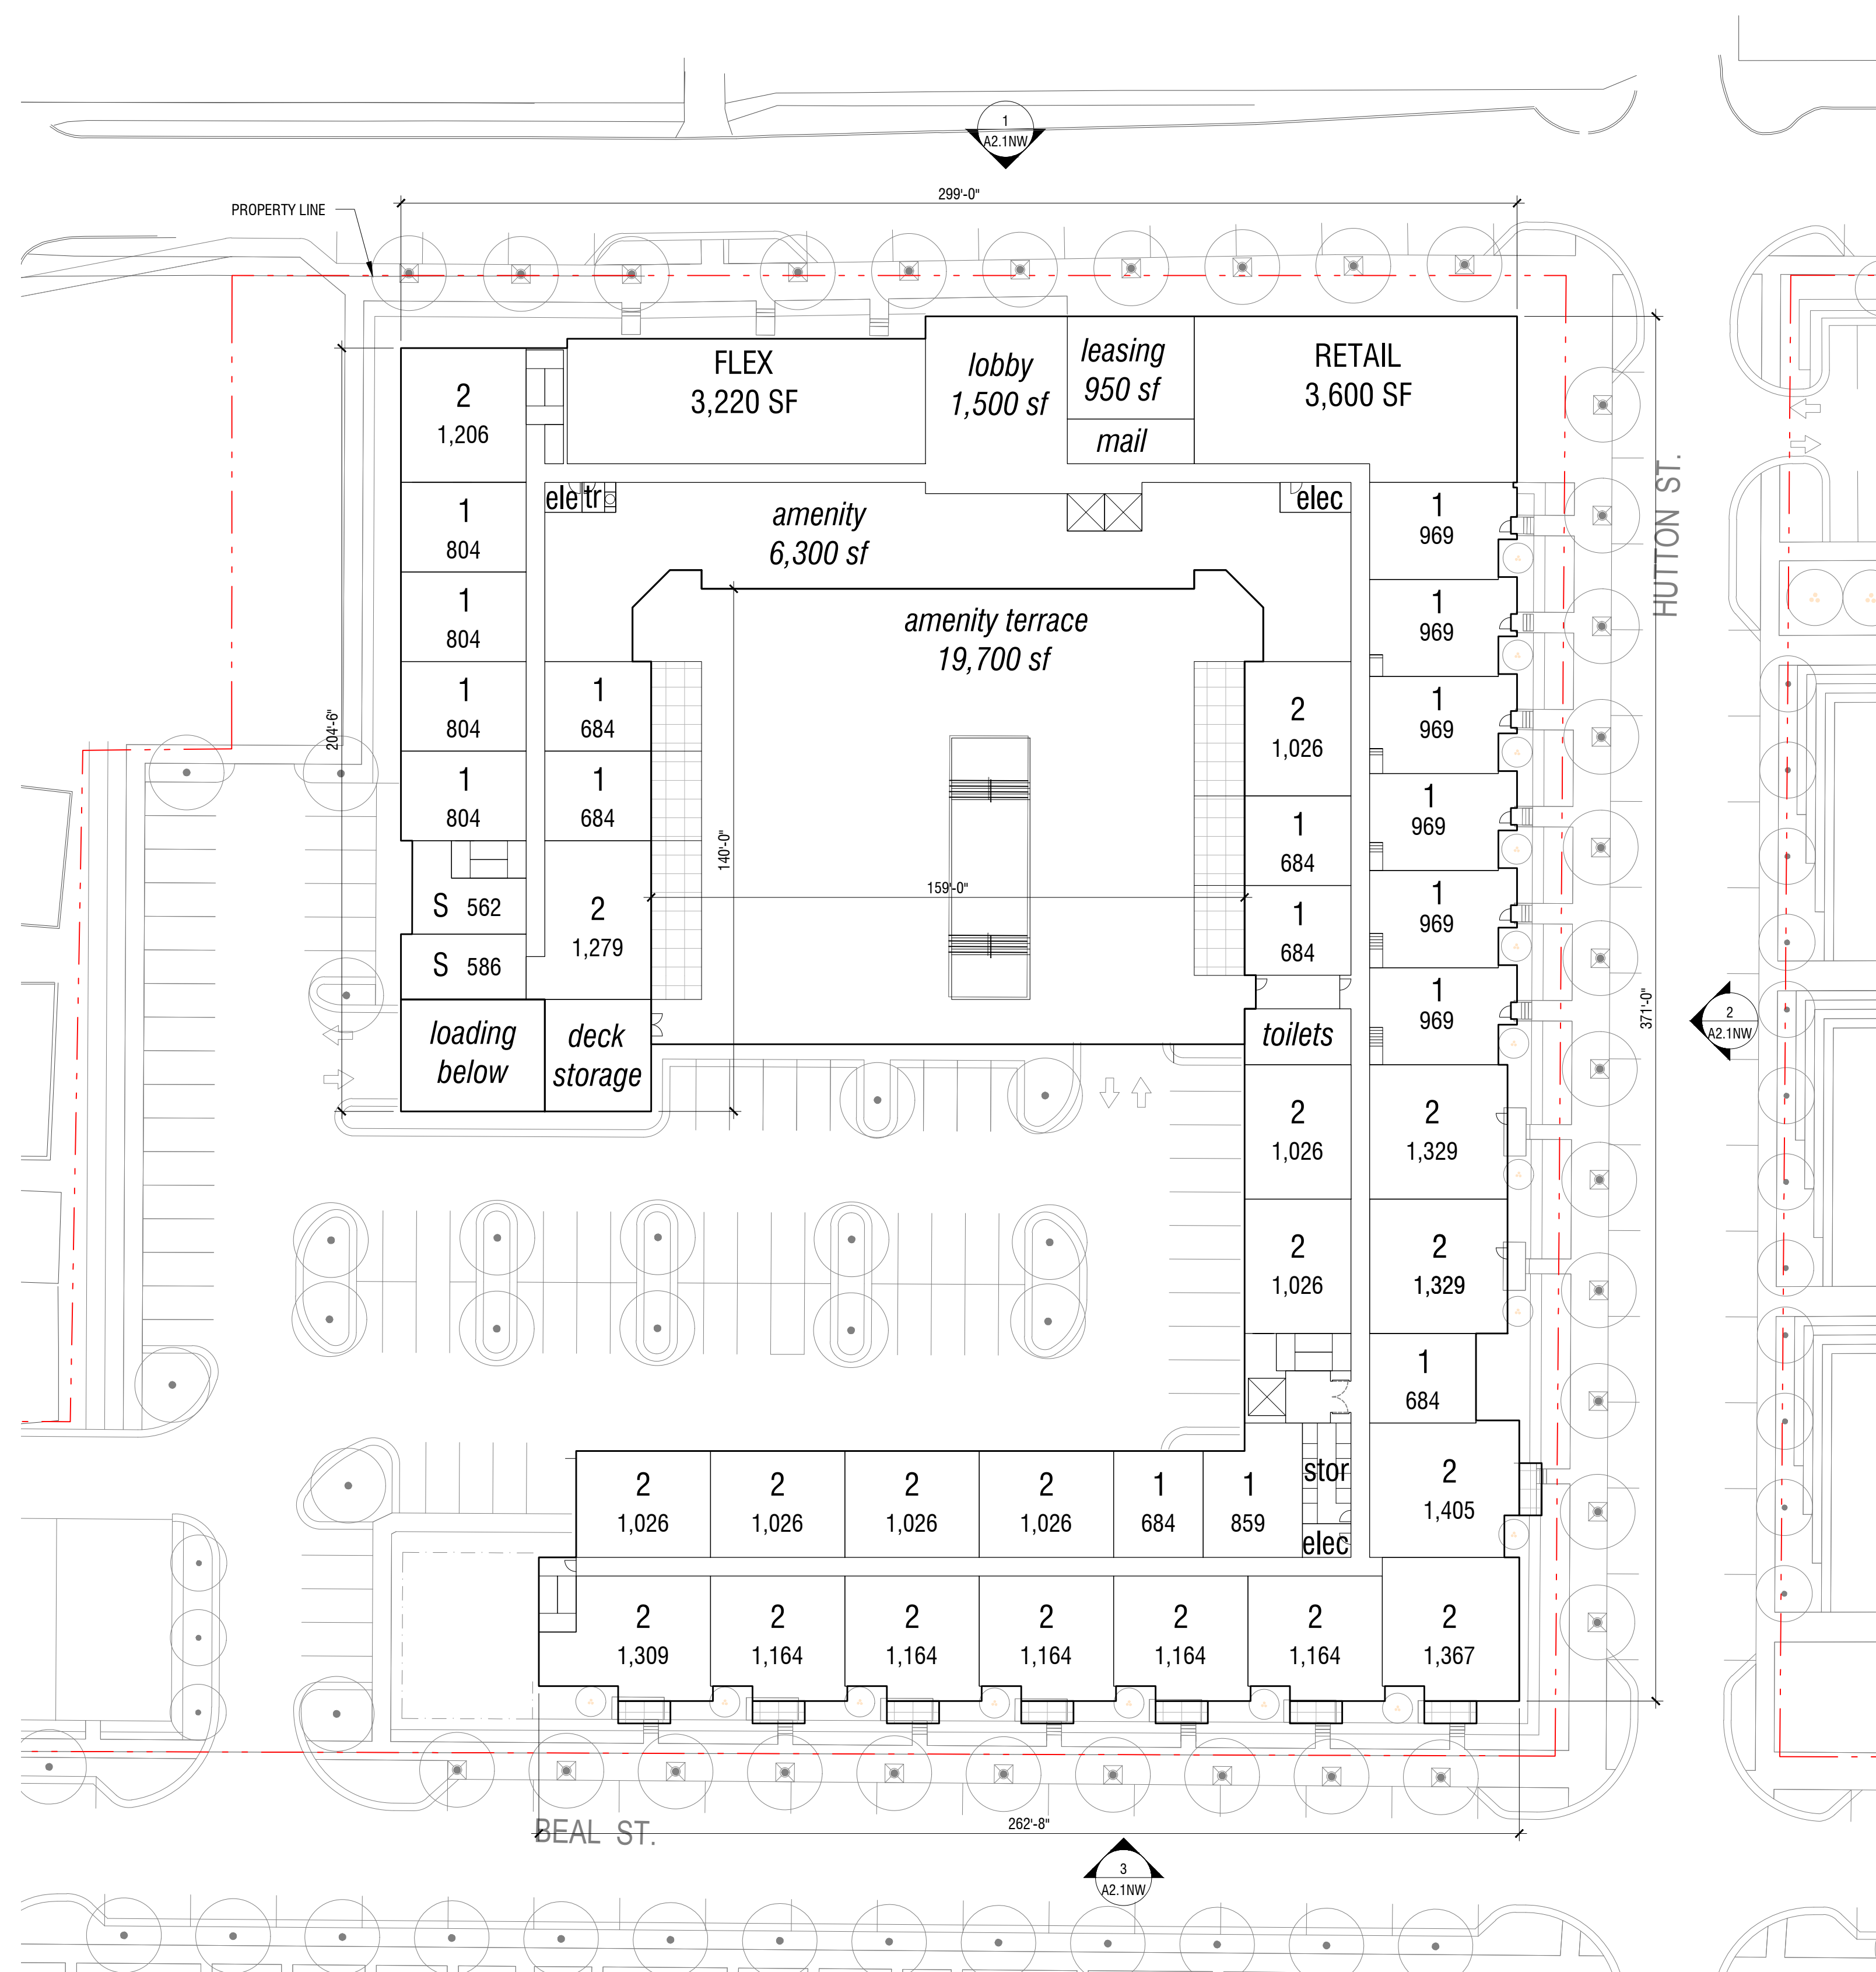 1
A2.1NW
299'-0"
PROPERTY LINE
FLEX
3,220 SF
lobby
1,500 sf
leasing
950 sf
mail
RETAIL
3,600 SF
2
1,206
HUTTON ST.
ele
tr
elec
amenity
6,300 sf
1
804
1
969
1
804
1
969
amenity terrace
19,700 sf
204'-6"
1
804
1
684
2
1,026
1
969
1
804
1
684
140'-0"
1
684
1
969
159'-0"
S 562
2
1,279
1
684
1
969
S 586
1
969
371'-0"
2
A2.1NW
loading
below
deck
storage
toilets
2
1,026
2
1,329
2
1,026
2
1,329
1
684
2
1,026
2
1,026
2
1,026
2
1,026
1
684
1
859
stor
elec
2
1,405
2
1,309
2
1,164
2
1,164
2
1,164
2
1,164
2
1,164
2
1,367
BEAL ST.
262'-8"
3
A2.1NW